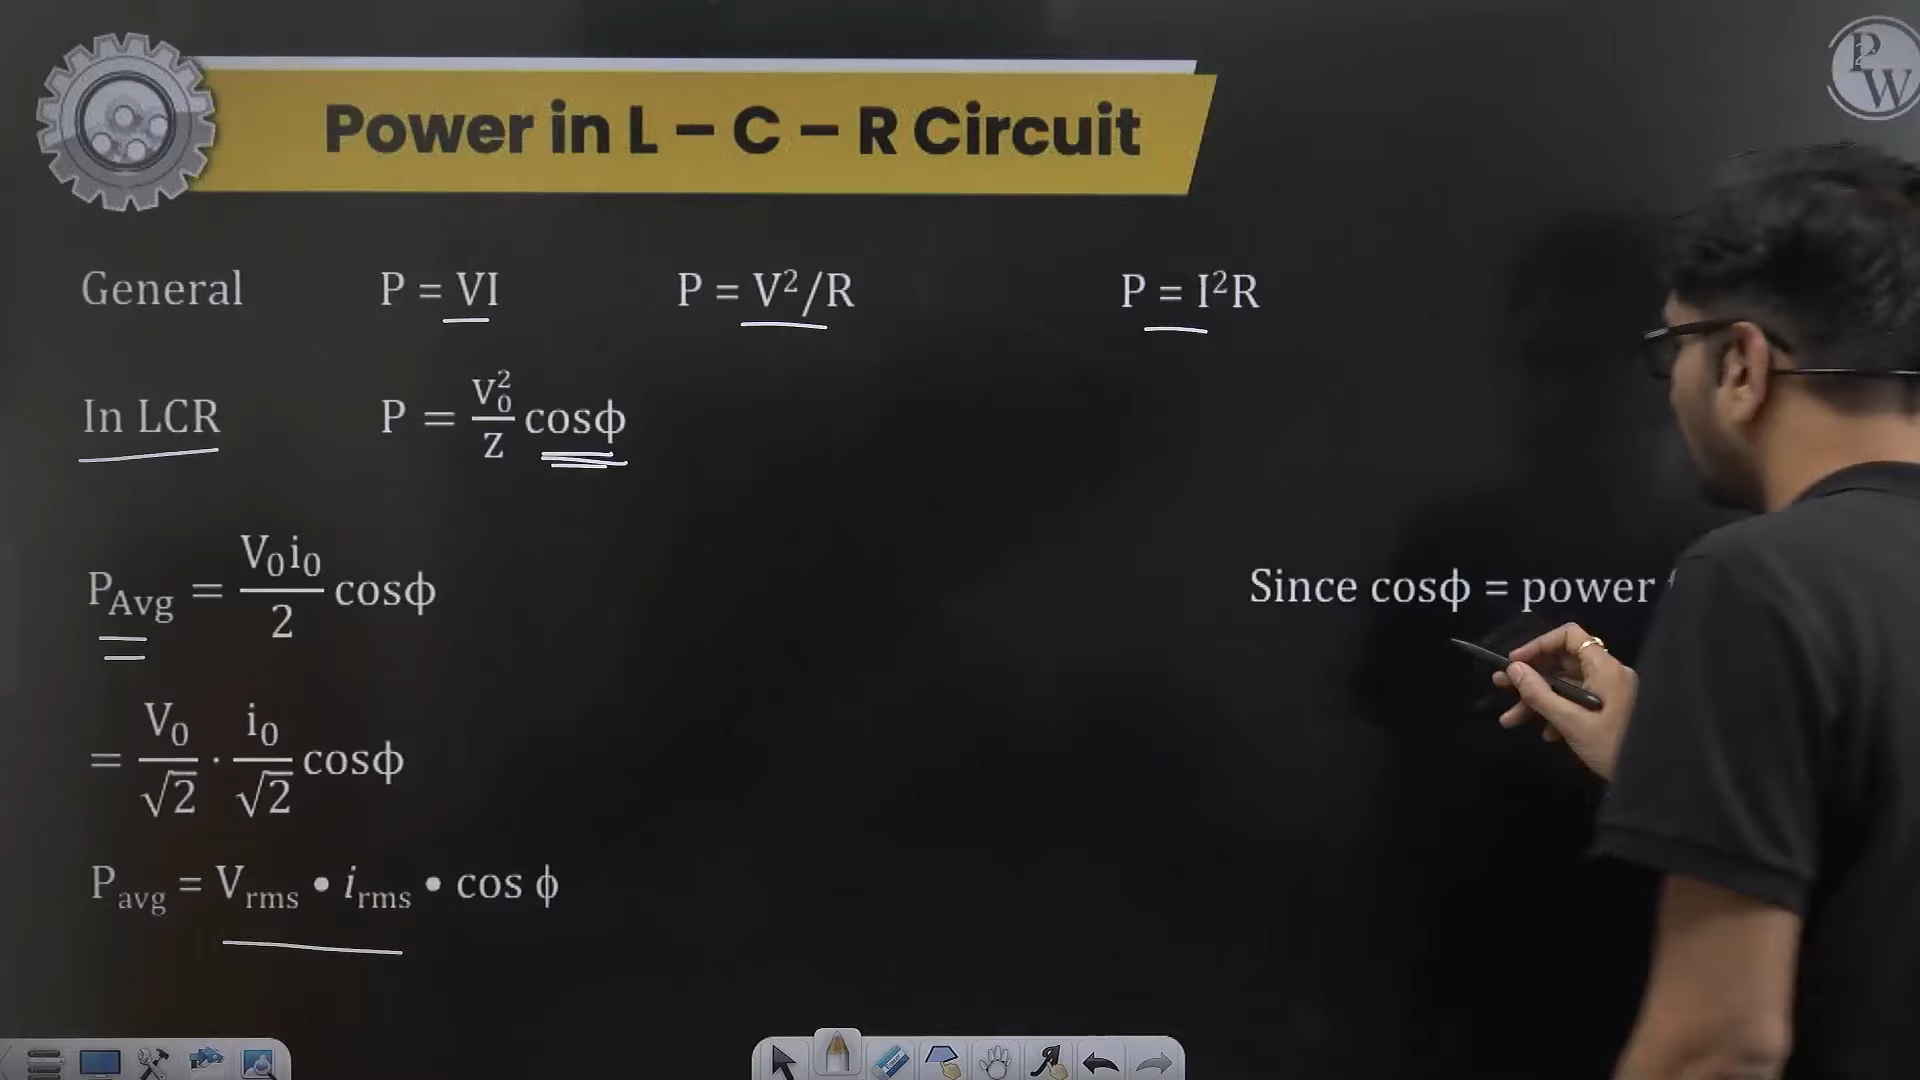 PW
Power in L – C – R Circuit
General P = VI P = V²/R P = I²R
In LCR P = V₀²/Z cosϕ
P_Avg = V₀i₀/2 cosϕ
Since cosϕ = power
= V₀/√2 · i₀/√2 cosϕ
P_avg = V_rms • i_rms • cos ϕ